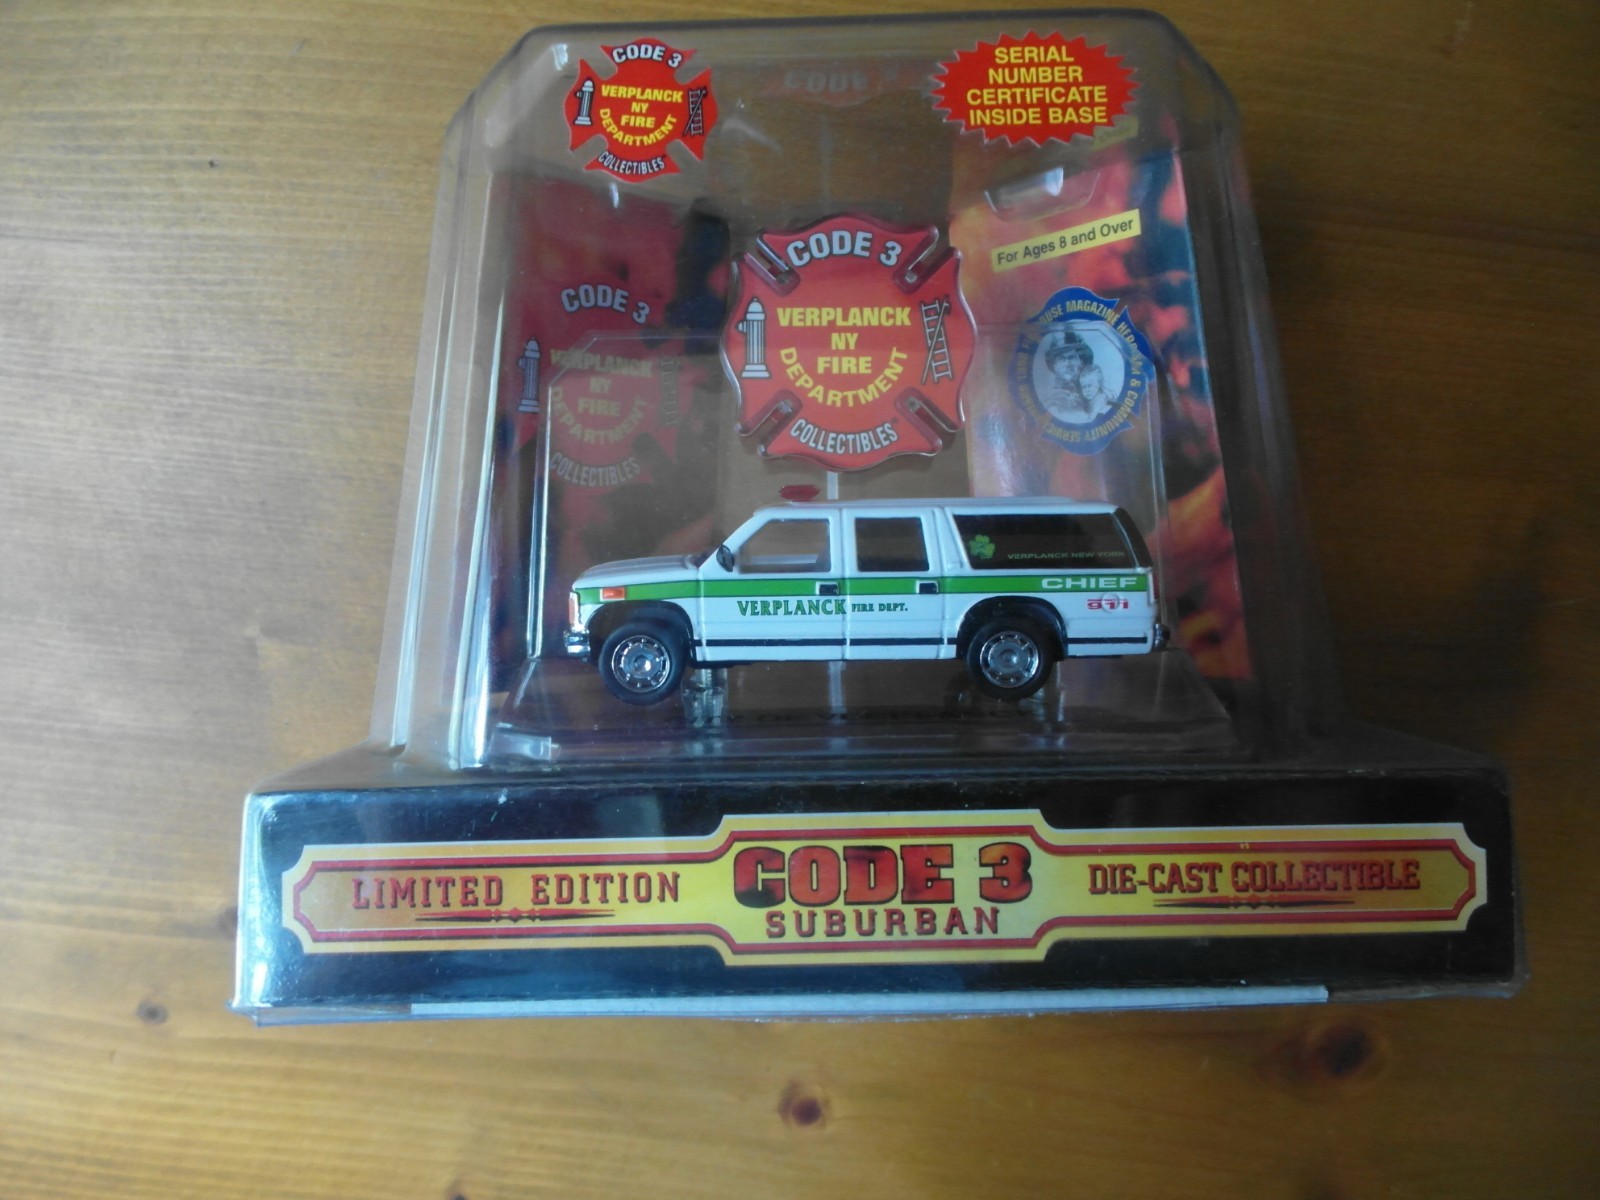 CODE 3
VERPLANCK
NY
FIRE
DEPARTMENT
COLLECTIBLES
SERIAL
NUMBER
CERTIFICATE
INSIDE BASE
For Ages 8 and Over
CODE 3
VERPLANCK
NY
FIRE
DEPARTMENT
COLLECTIBLES
CODE 3
VERPLANCK
NY
FIRE
DEPARTMENT
COLLECTIBLES
MAGAZINE
& COMMUNITY
VERPLANCK NEW YORK
CHIEF
911
VERPLANCK FIRE DEPT.
LIMITED EDITION
CODE 3
SUBURBAN
DIE-CAST COLLECTIBLE